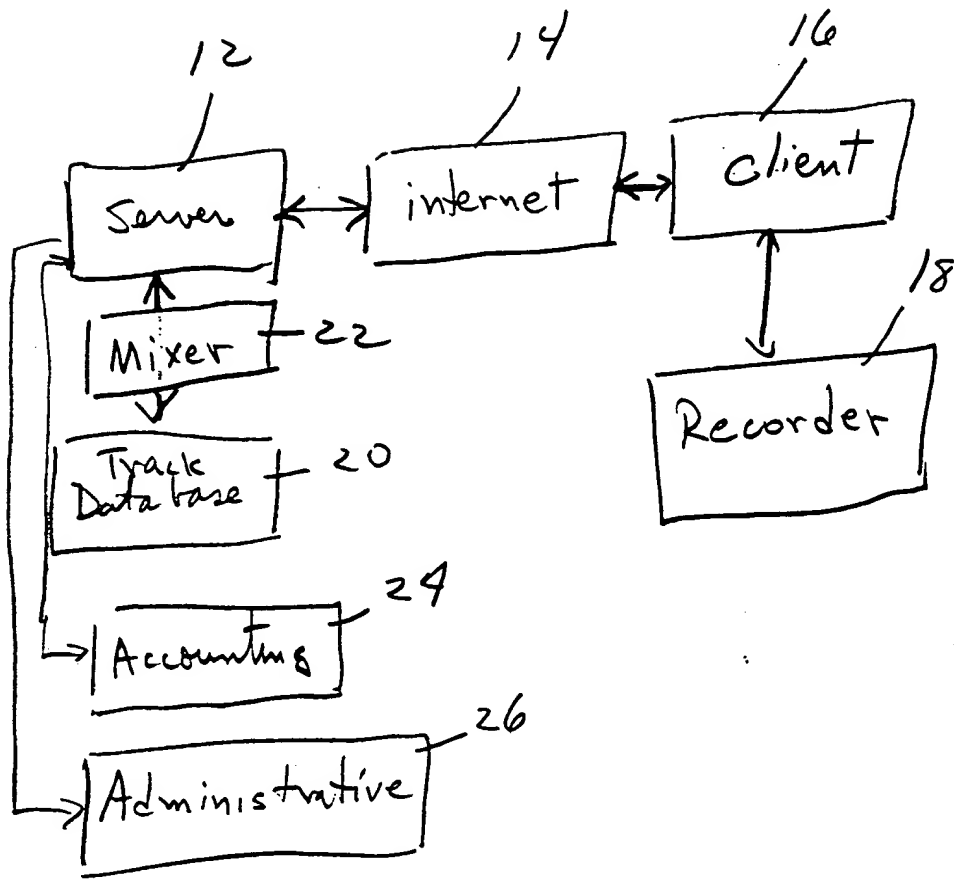 12
14
16
Server
internet
client
18
Mixer
22
Recorder
Track
Database
20
24
Accounting
26
Administrative